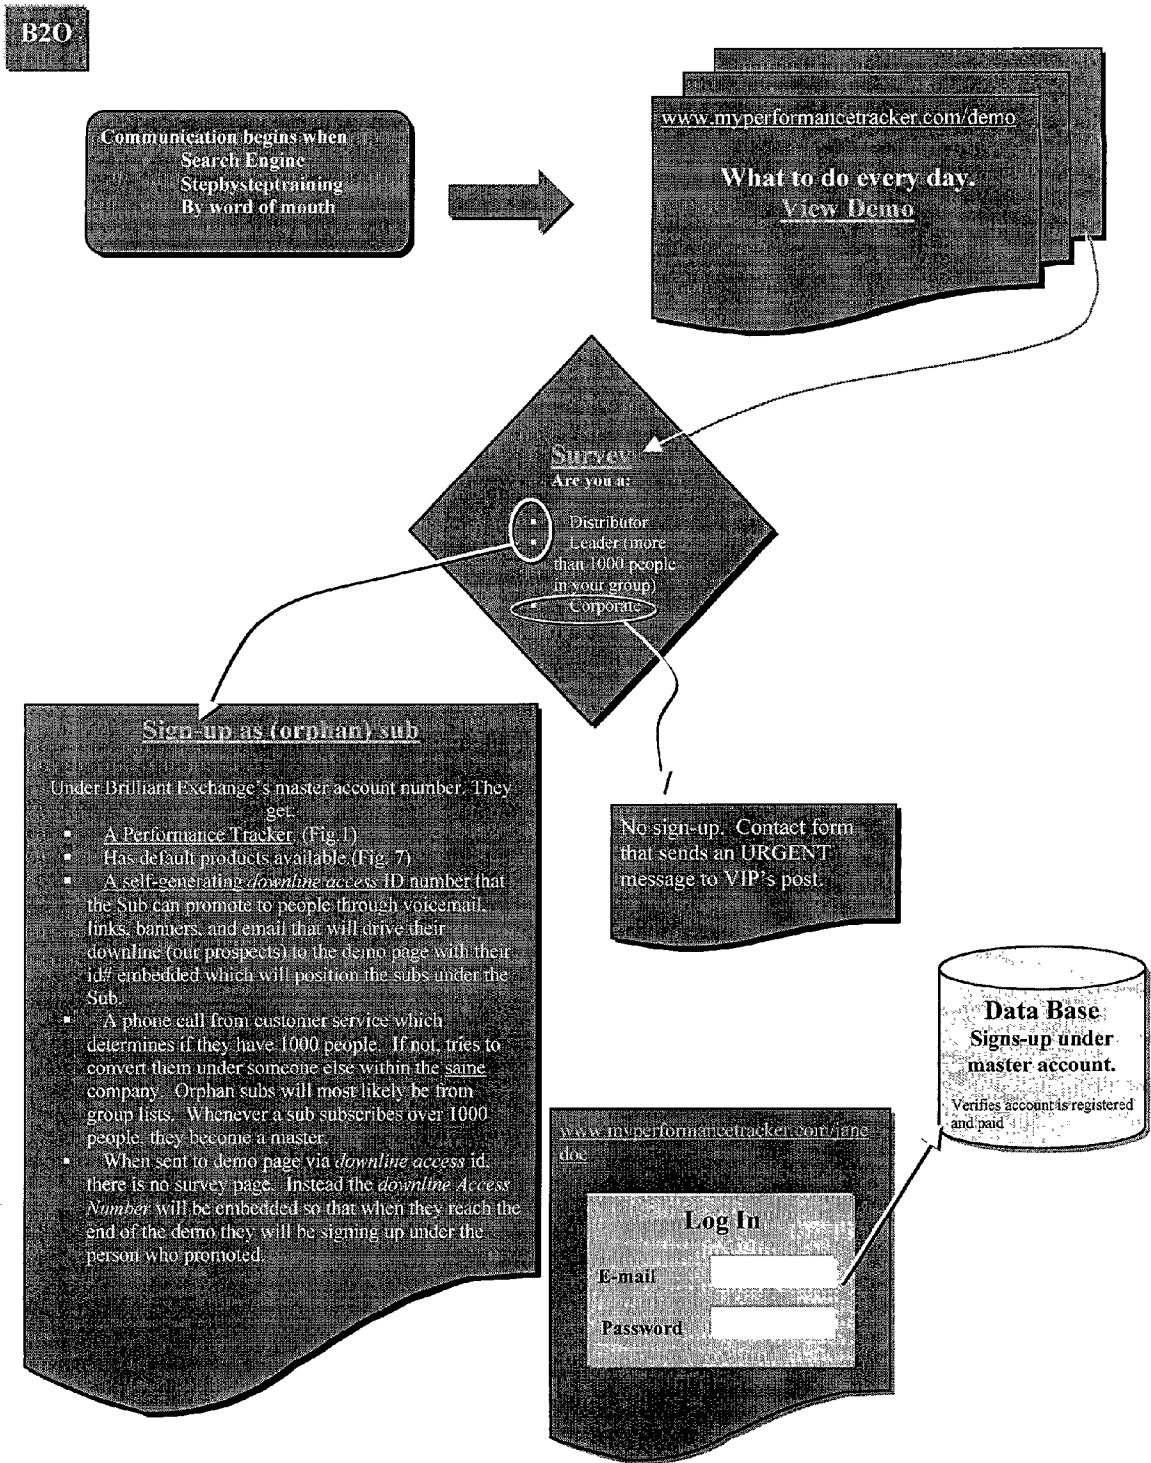 B2O
Communication begins when
Search Engine
Stepbysteptraining
By word of mouth
www.myperformancetracker.com/demo
What to do every day.
View Demo
Survey
Are you a:
▪ Distributor
▪ Leader (more
than 1000 people
in your group)
▪ Corporate
Sign-up as (orphan) sub
Under Brilliant Exchange's master account number. They
get:
▪ A Performance Tracker. (Fig.1)
▪ Has default products available (Fig. 7)
▪ A self-generating downline access ID number that
the Sub can promote to people through voicemail,
links, banners, and email that will drive their
downline (our prospects) to the demo page with their
id# embedded which will position the subs under the
Sub.
▪ A phone call from customer service which
determines if they have 1000 people. If not, tries to
convert them under someone else within the same
company. Orphan subs will most likely be from
group lists. Whenever a sub subscribes over 1000
people, they become a master.
▪ When sent to demo page via downline access id,
there is no survey page. Instead the downline Access
Number will be embedded so that when they reach the
end of the demo they will be signing up under the
person who promoted.
No sign-up. Contact form
that sends an URGENT
message to VIP's post.
Data Base
Signs-up under
master account.
Verifies account is registered
and paid
www.myperformancetracker.com/jane
doe
Log In
E-mail
Password